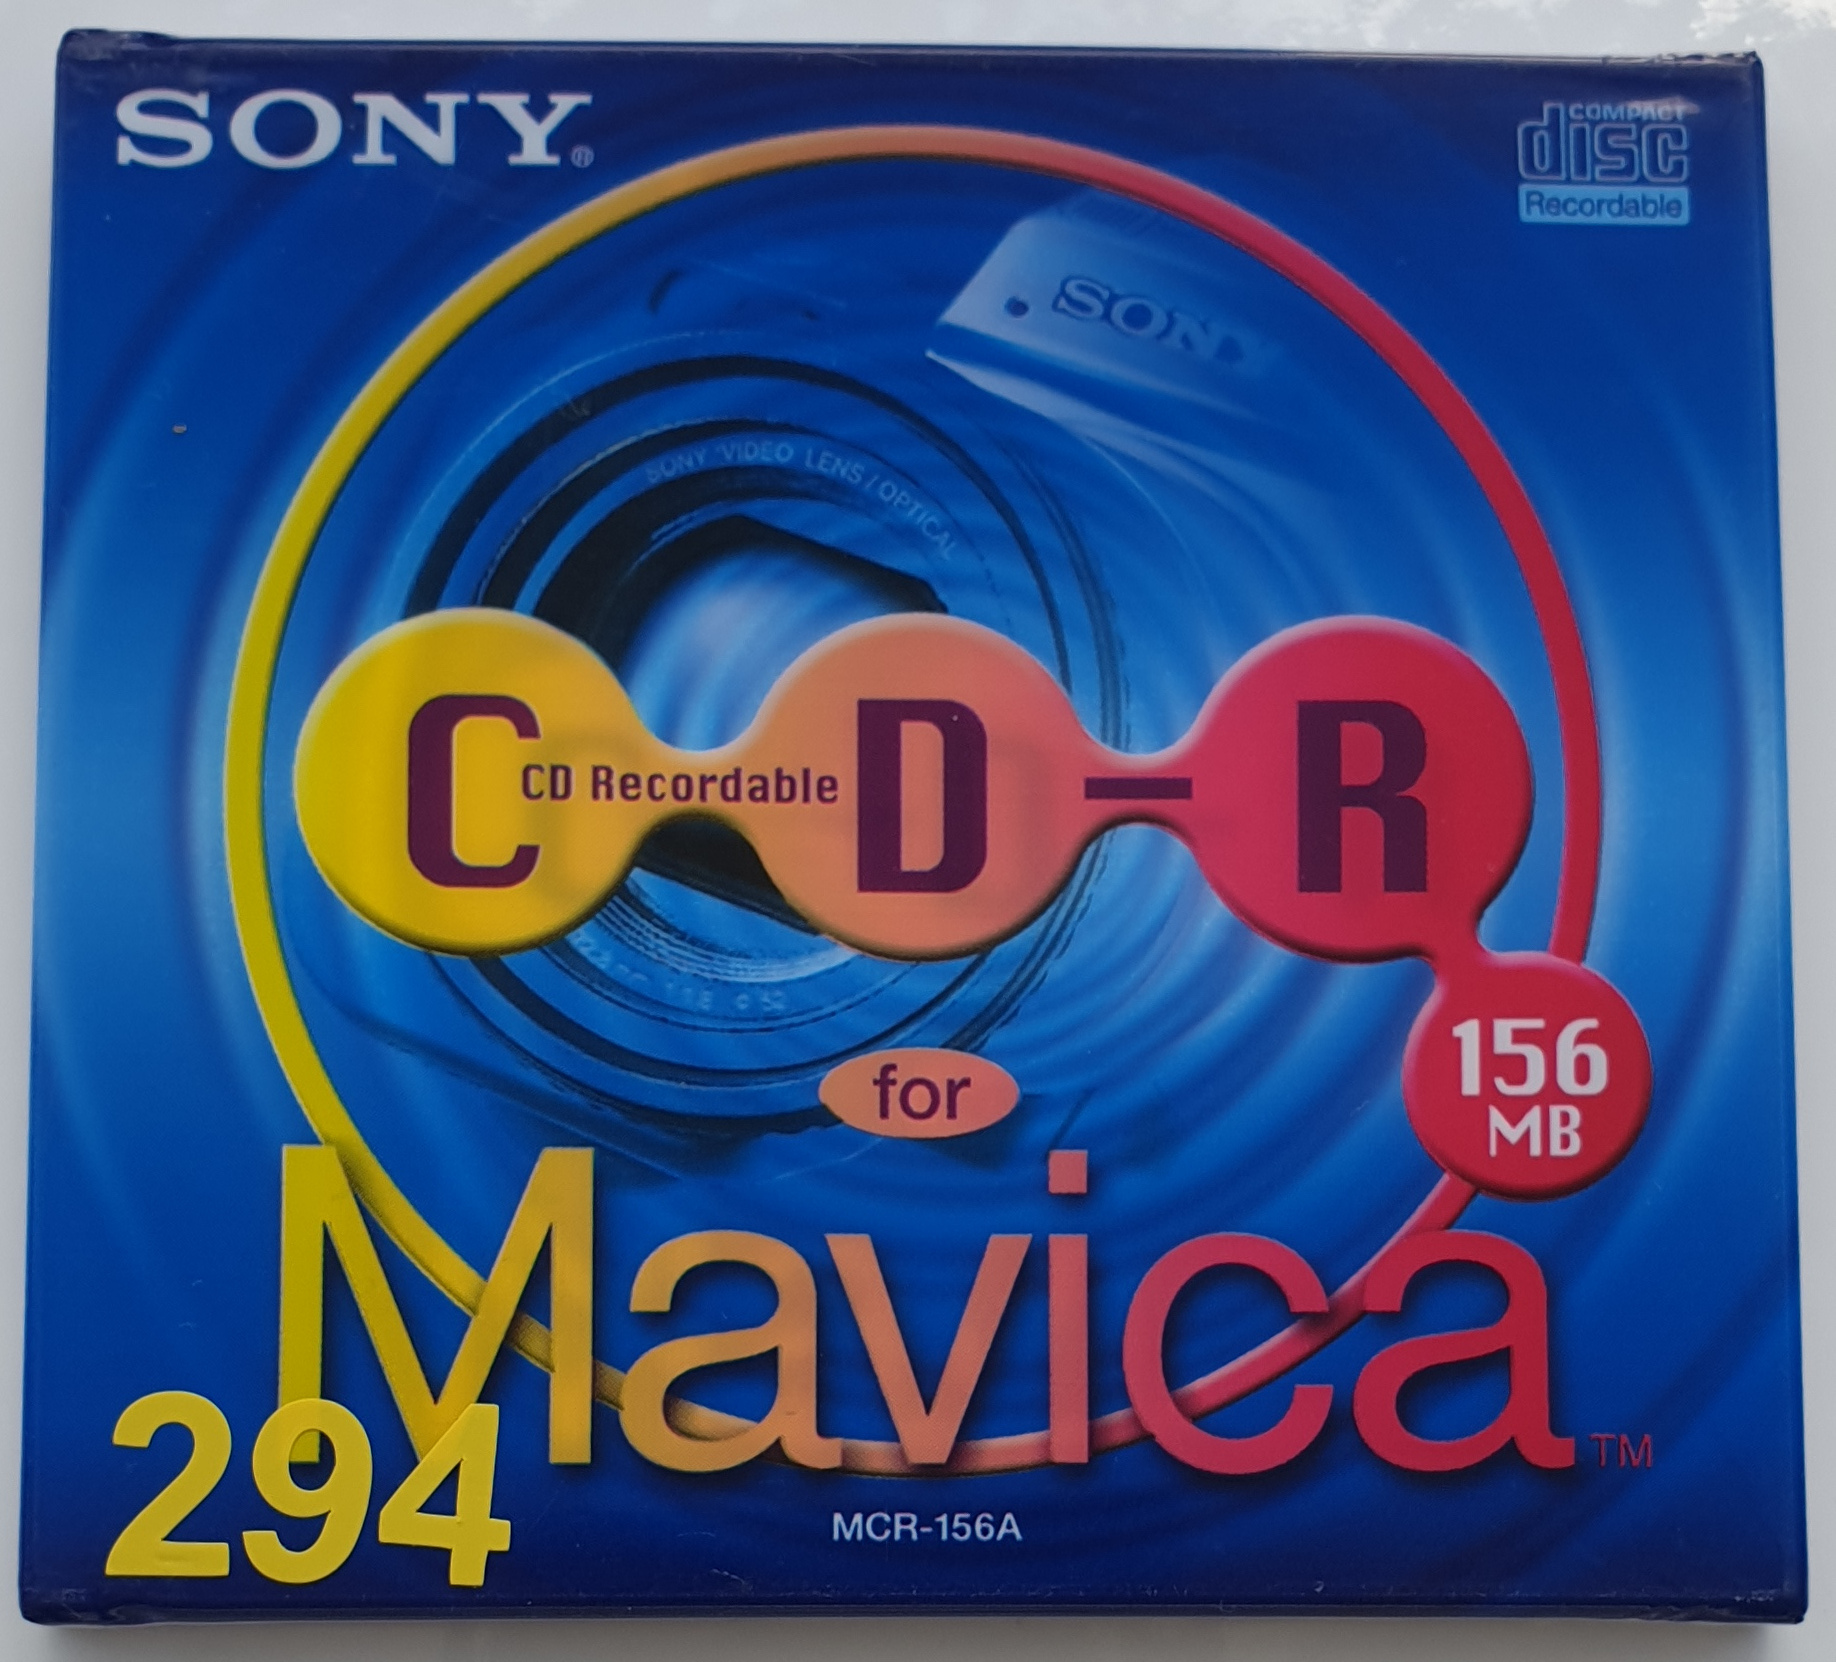 SONY®
COMPACT
disc
Recordable
SONY
SONY VIDEO LENS / OPTICAL
C D - R
CD Recordable
156
MB
for
Mavica TM
294
MCR-156A